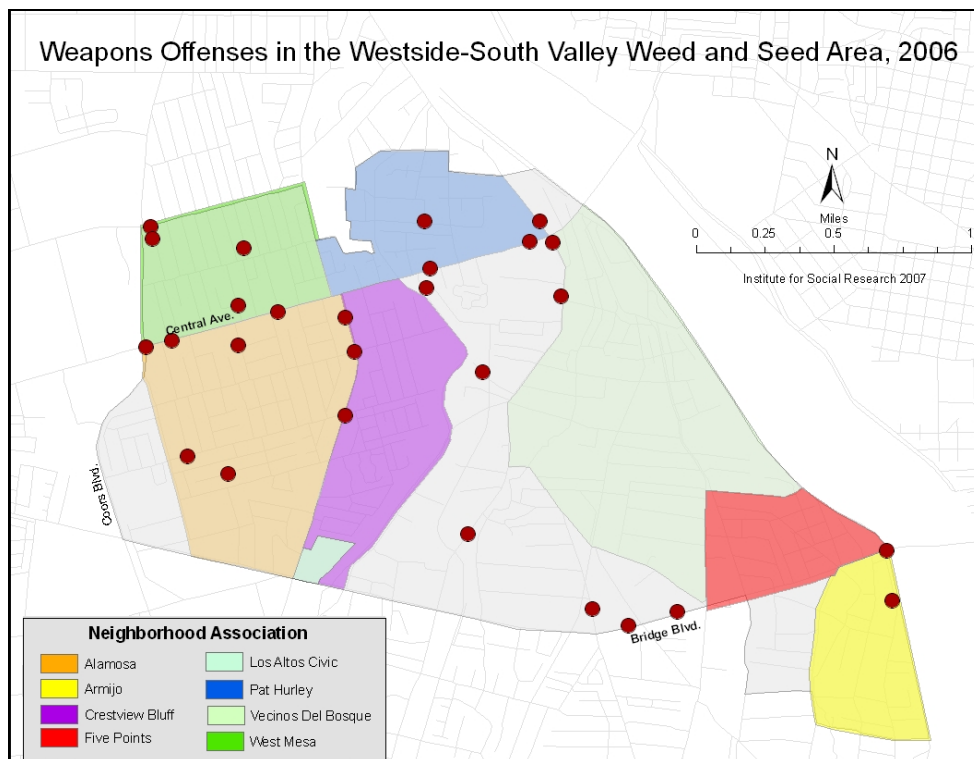 Weapons Offenses in the Westside-South Valley Weed and Seed Area, 2006
N
Miles
0 0.25 0.5 1
Institute for Social Research 2007
Central Ave.
Coors Blvd.
Bridge Blvd.
Neighborhood Association
Alamosa
Armijo
Crestview Bluff
Five Points
Los Altos Civic
Pat Hurley
Vecinos Del Bosque
West Mesa